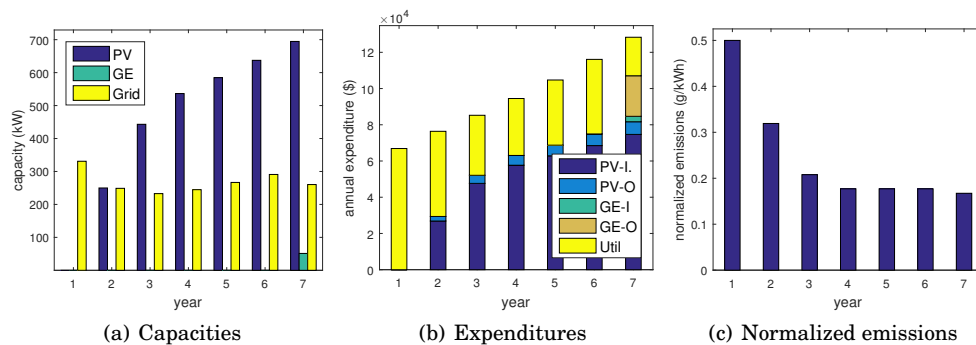 700
600
500
400
300
200
100
capacity (kW)
PV
GE
Grid
1 2 3 4 5 6 7
year
(a) Capacities
×10⁴
12
10
8
6
4
2
0
annual expenditure ($)
PV-I.
PV-O
GE-I
GE-O
Util
1 2 3 4 5 6 7
year
(b) Expenditures
0.5
0.4
0.3
0.2
0.1
0
normalized emissions (g/kWh)
1 2 3 4 5 6 7
year
(c) Normalized emissions